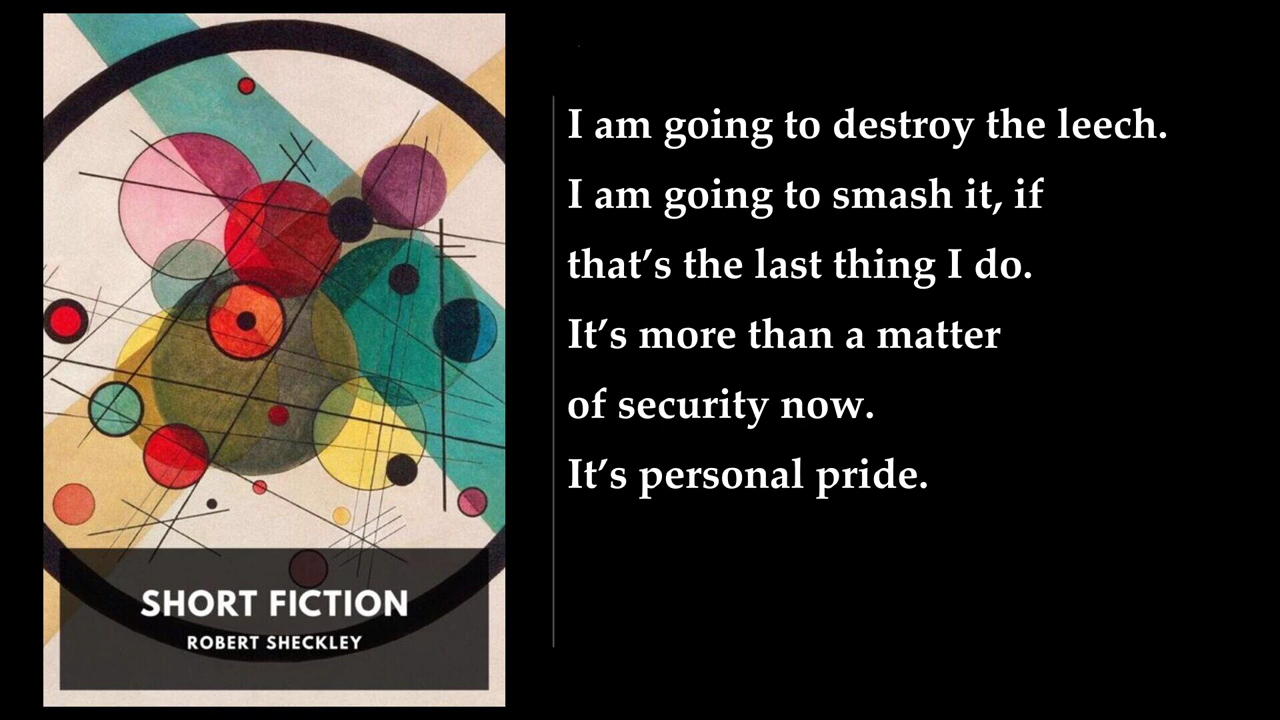 I am going to destroy the leech.
I am going to smash it, if
that’s the last thing I do.
It’s more than a matter
of security now.
It’s personal pride.
SHORT FICTION
ROBERT SHECKLEY